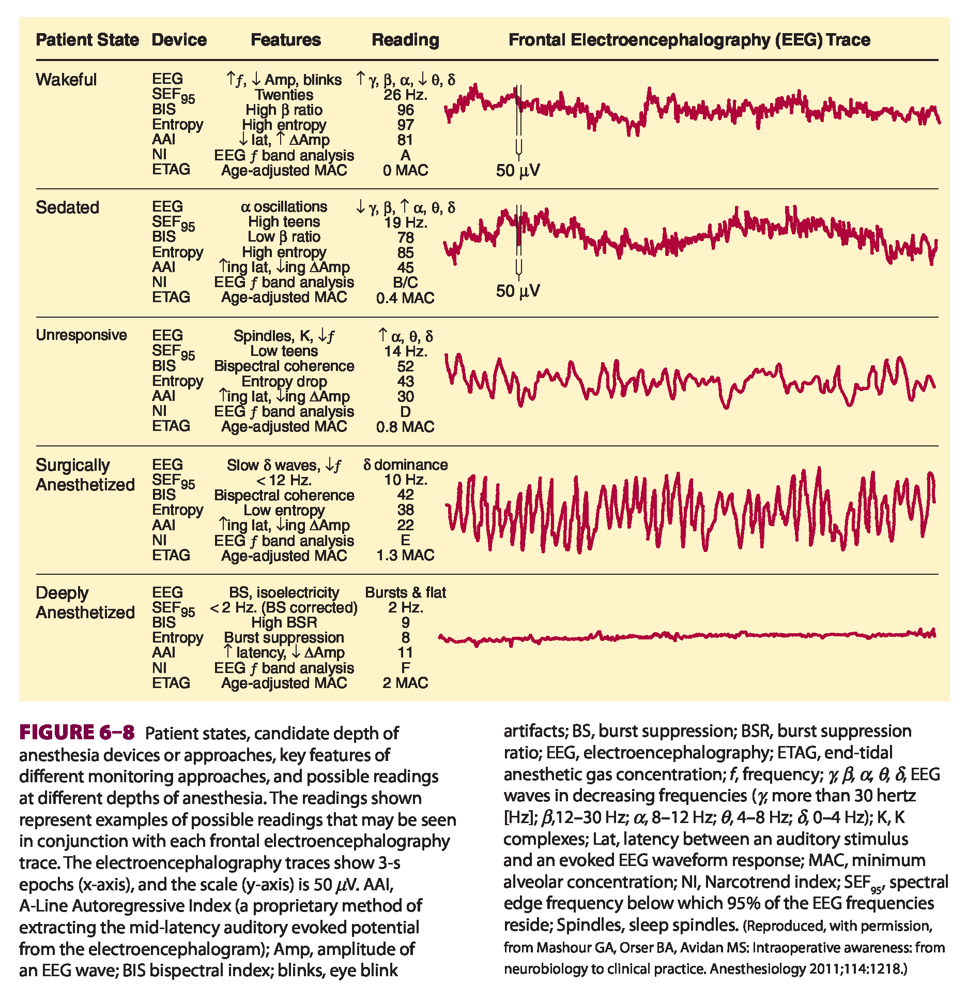 Patient State Device Features Reading Frontal Electroencephalography (EEG) Trace
Wakeful EEG ↑f, ↓ Amp, blinks ↑ γ, β, α, ↓ θ, δ
SEF95 Twenties 26 Hz.
BIS High β ratio 96
Entropy High entropy 97
AAI ↓ lat, ↑ ΔAmp 81
NI EEG f band analysis A
ETAG Age-adjusted MAC 0 MAC 50 μV
Sedated EEG α oscillations ↓ γ, β, ↑ α, θ, δ
SEF95 High teens 19 Hz.
BIS Low β ratio 78
Entropy High entropy 85
AAI ↑ing lat, ↓ing ΔAmp 45
NI EEG f band analysis B/C
ETAG Age-adjusted MAC 0.4 MAC 50 μV
Unresponsive EEG Spindles, K, ↓f ↑ α, θ, δ
SEF95 Low teens 14 Hz.
BIS Bispectral coherence 52
Entropy Entropy drop 43
AAI ↑ing lat, ↓ing ΔAmp 30
NI EEG f band analysis D
ETAG Age-adjusted MAC 0.8 MAC
Surgically EEG Slow δ waves, ↓f δ dominance
Anesthetized SEF95 < 12 Hz. 10 Hz.
BIS Bispectral coherence 42
Entropy Low entropy 38
AAI ↑ing lat, ↓ing ΔAmp 22
NI EEG f band analysis E
ETAG Age-adjusted MAC 1.3 MAC
Deeply EEG BS, isoelectricity Bursts & flat
Anesthetized SEF95 < 2 Hz. (BS corrected) 2 Hz.
BIS High BSR 9
Entropy Burst suppression 8
AAI ↑ latency, ↓ ΔAmp 11
NI EEG f band analysis F
ETAG Age-adjusted MAC 2 MAC
FIGURE 6–8 Patient states, candidate depth of
anesthesia devices or approaches, key features of
different monitoring approaches, and possible readings
at different depths of anesthesia. The readings shown
represent examples of possible readings that may be seen
in conjunction with each frontal electroencephalography
trace. The electroencephalography traces show 3-s
epochs (x-axis), and the scale (y-axis) is 50 μV. AAI,
A-Line Autoregressive Index (a proprietary method of
extracting the mid-latency auditory evoked potential
from the electroencephalogram); Amp, amplitude of
an EEG wave; BIS bispectral index; blinks, eye blink
artifacts; BS, burst suppression; BSR, burst suppression
ratio; EEG, electroencephalography; ETAG, end-tidal
anesthetic gas concentration; f, frequency; γ, β, α, θ, δ, EEG
waves in decreasing frequencies (γ, more than 30 hertz
[Hz]; β,12–30 Hz; α, 8–12 Hz; θ, 4–8 Hz; δ, 0–4 Hz); K, K
complexes; Lat, latency between an auditory stimulus
and an evoked EEG waveform response; MAC, minimum
alveolar concentration; NI, Narcotrend index; SEF95, spectral
edge frequency below which 95% of the EEG frequencies
reside; Spindles, sleep spindles. (Reproduced, with permission,
from Mashour GA, Orser BA, Avidan MS: Intraoperative awareness: from
neurobiology to clinical practice. Anesthesiology 2011;114:1218.)